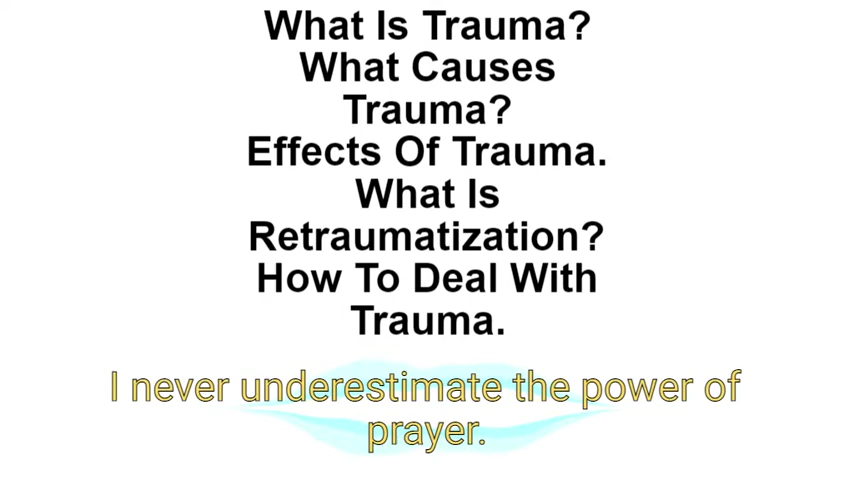 What Is Trauma?
What Causes
Trauma?
Effects Of Trauma.
What Is
Retraumatization?
How To Deal With
Trauma.
I never underestimate the power of
prayer.